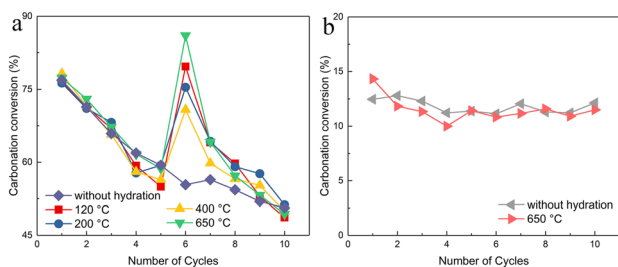 a
90
75
60
45
Carbonation conversion (%)
without hydration
120 °C
200 °C
400 °C
650 °C
0 2 4 6 8 10
Number of Cycles
b
20
15
10
5
0
Carbonation conversion (%)
without hydration
650 °C
0 2 4 6 8 10
Number of Cycles